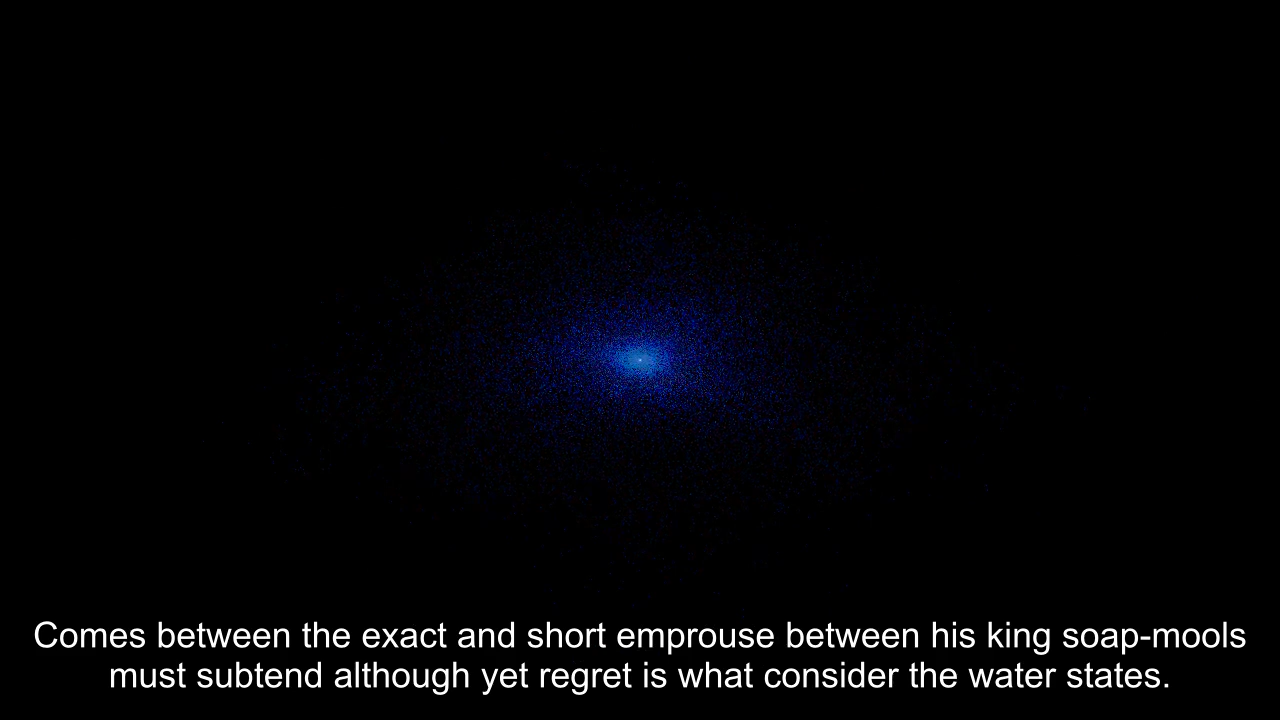 Comes between the exact and short emprouse between his king soap-mools
must subtend although yet regret is what consider the water states.